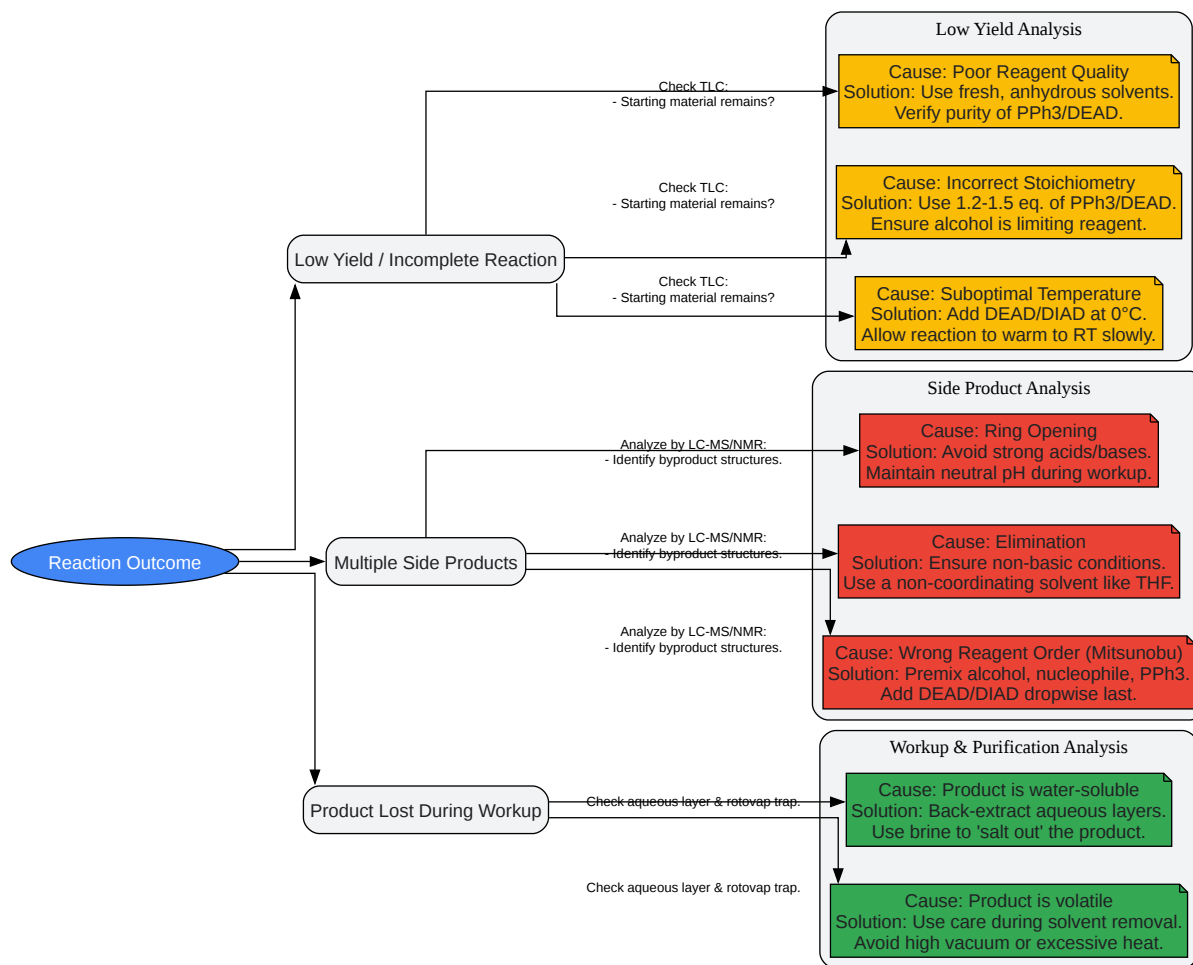 Low Yield Analysis
Cause: Poor Reagent Quality
Solution: Use fresh, anhydrous solvents.
Verify purity of PPh3/DEAD.
Check TLC:
- Starting material remains?
Cause: Incorrect Stoichiometry
Solution: Use 1.2-1.5 eq. of PPh3/DEAD.
Ensure alcohol is limiting reagent.
Check TLC:
- Starting material remains?
Low Yield / Incomplete Reaction
Check TLC:
- Starting material remains?
Cause: Suboptimal Temperature
Solution: Add DEAD/DIAD at 0°C.
Allow reaction to warm to RT slowly.
Side Product Analysis
Cause: Ring Opening
Solution: Avoid strong acids/bases.
Maintain neutral pH during workup.
Analyze by LC-MS/NMR:
- Identify byproduct structures.
Reaction Outcome
Multiple Side Products
Analyze by LC-MS/NMR:
- Identify byproduct structures.
Cause: Elimination
Solution: Ensure non-basic conditions.
Use a non-coordinating solvent like THF.
Analyze by LC-MS/NMR:
- Identify byproduct structures.
Cause: Wrong Reagent Order (Mitsunobu)
Solution: Premix alcohol, nucleophile, PPh3.
Add DEAD/DIAD dropwise last.
Workup & Purification Analysis
Product Lost During Workup
Check aqueous layer & rotovap trap.
Cause: Product is water-soluble
Solution: Back-extract aqueous layers.
Use brine to 'salt out' the product.
Check aqueous layer & rotovap trap.
Cause: Product is volatile
Solution: Use care during solvent removal.
Avoid high vacuum or excessive heat.